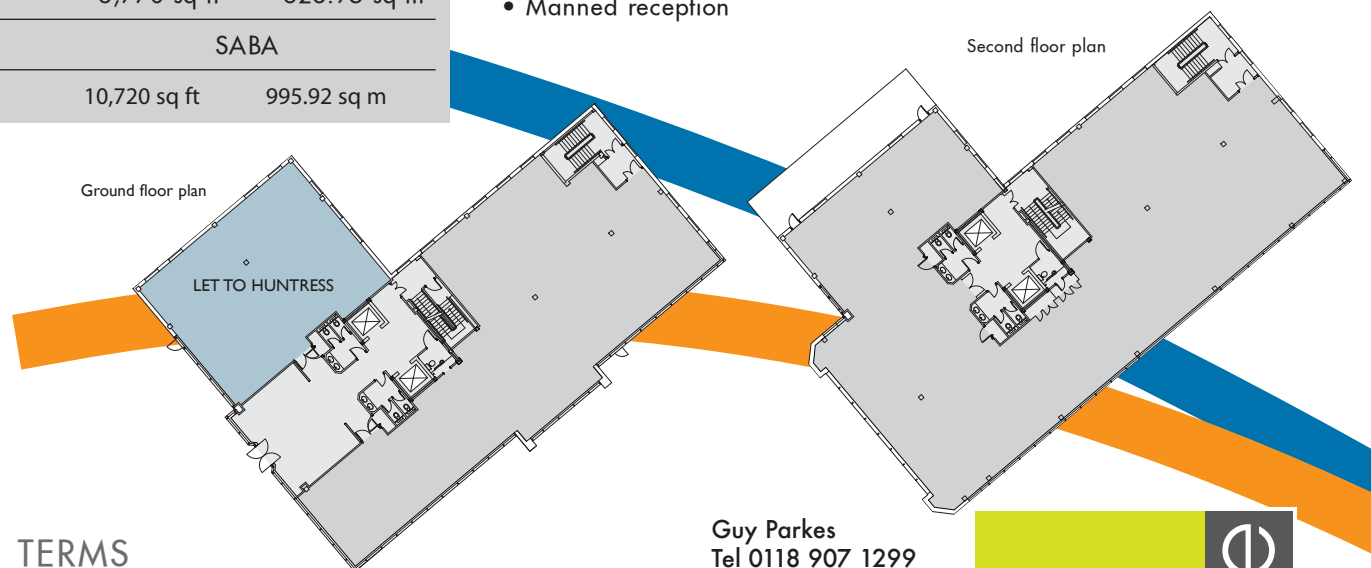 • Manned reception
SABA
10,720 sq ft 995.92 sq m
Second floor plan
Ground floor plan
LET TO HUNTRESS
TERMS
Guy Parkes
Tel 0118 907 1299